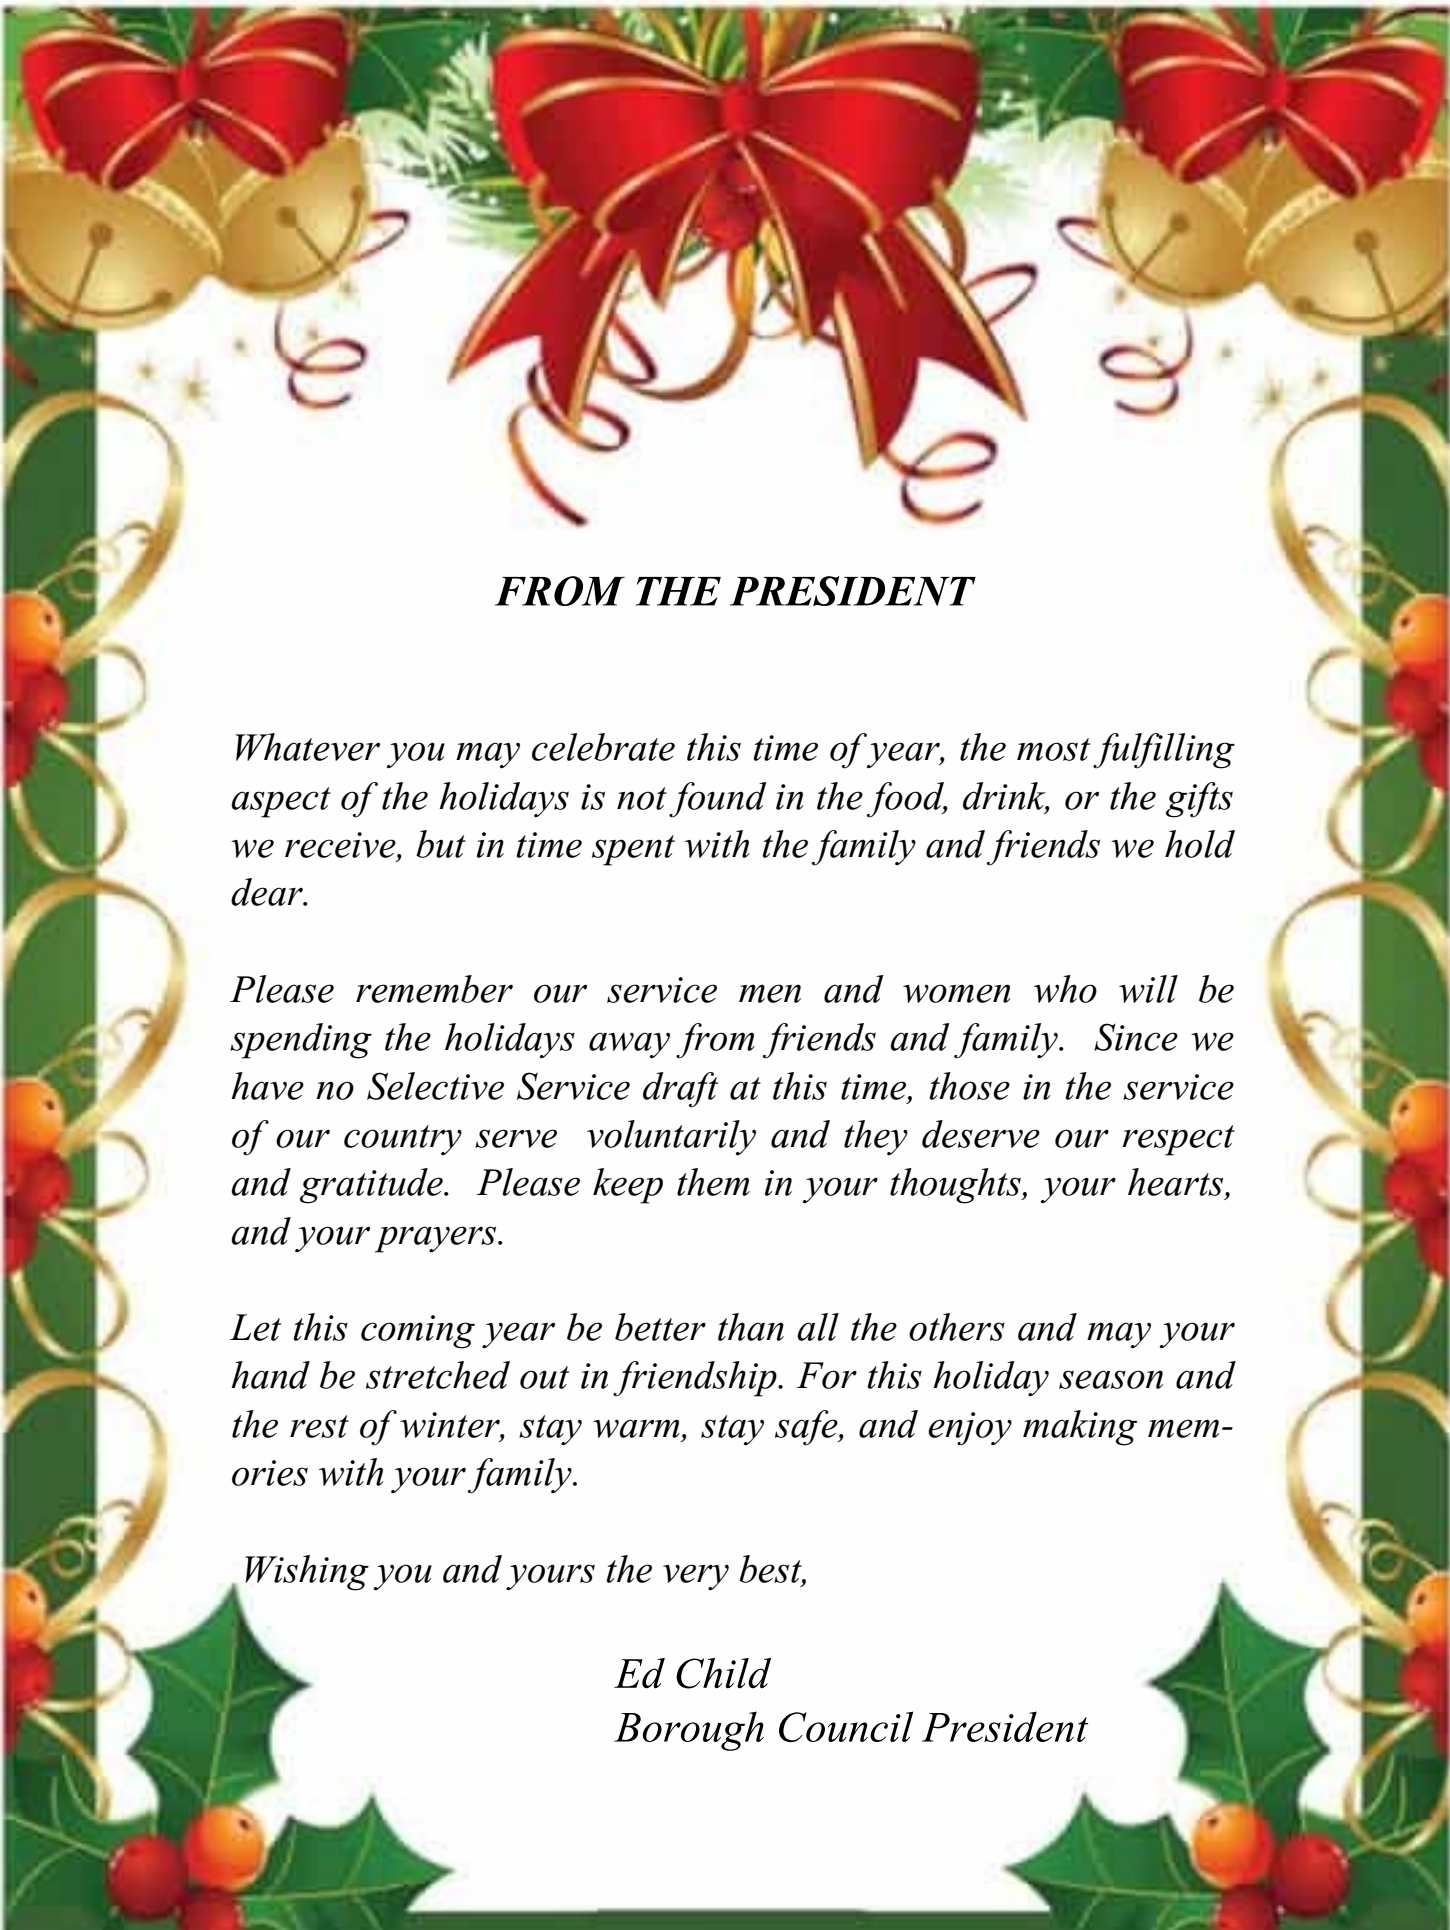 FROM THE PRESIDENT
Whatever you may celebrate this time of year, the most fulfilling
aspect of the holidays is not found in the food, drink, or the gifts
we receive, but in time spent with the family and friends we hold
dear.
Please remember our service men and women who will be
spending the holidays away from friends and family.  Since we
have no Selective Service draft at this time, those in the service
of our country serve  voluntarily and they deserve our respect
and gratitude.  Please keep them in your thoughts, your hearts,
and your prayers.
Let this coming year be better than all the others and may your
hand be stretched out in friendship. For this holiday season and
the rest of winter, stay warm, stay safe, and enjoy making mem-
ories with your family.
Wishing you and yours the very best,
Ed Child
Borough Council President